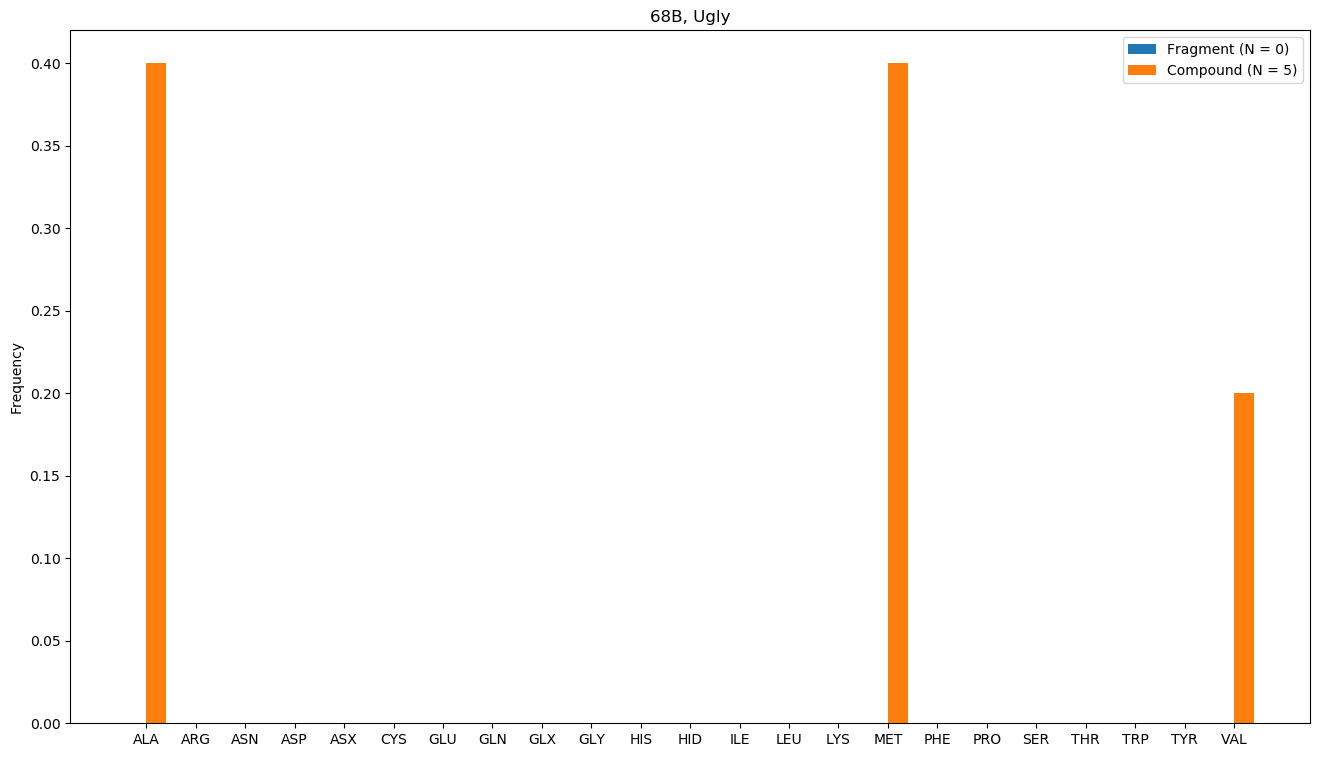 68B, Ugly
Fragment (N = 0)
Compound (N = 5)
Frequency
0.40
0.35
0.30
0.25
0.20
0.15
0.10
0.05
0.00
ALA ARG ASN ASP ASX CYS GLU GLN GLX GLY HIS HID ILE LEU LYS MET PHE PRO SER THR TRP TYR VAL